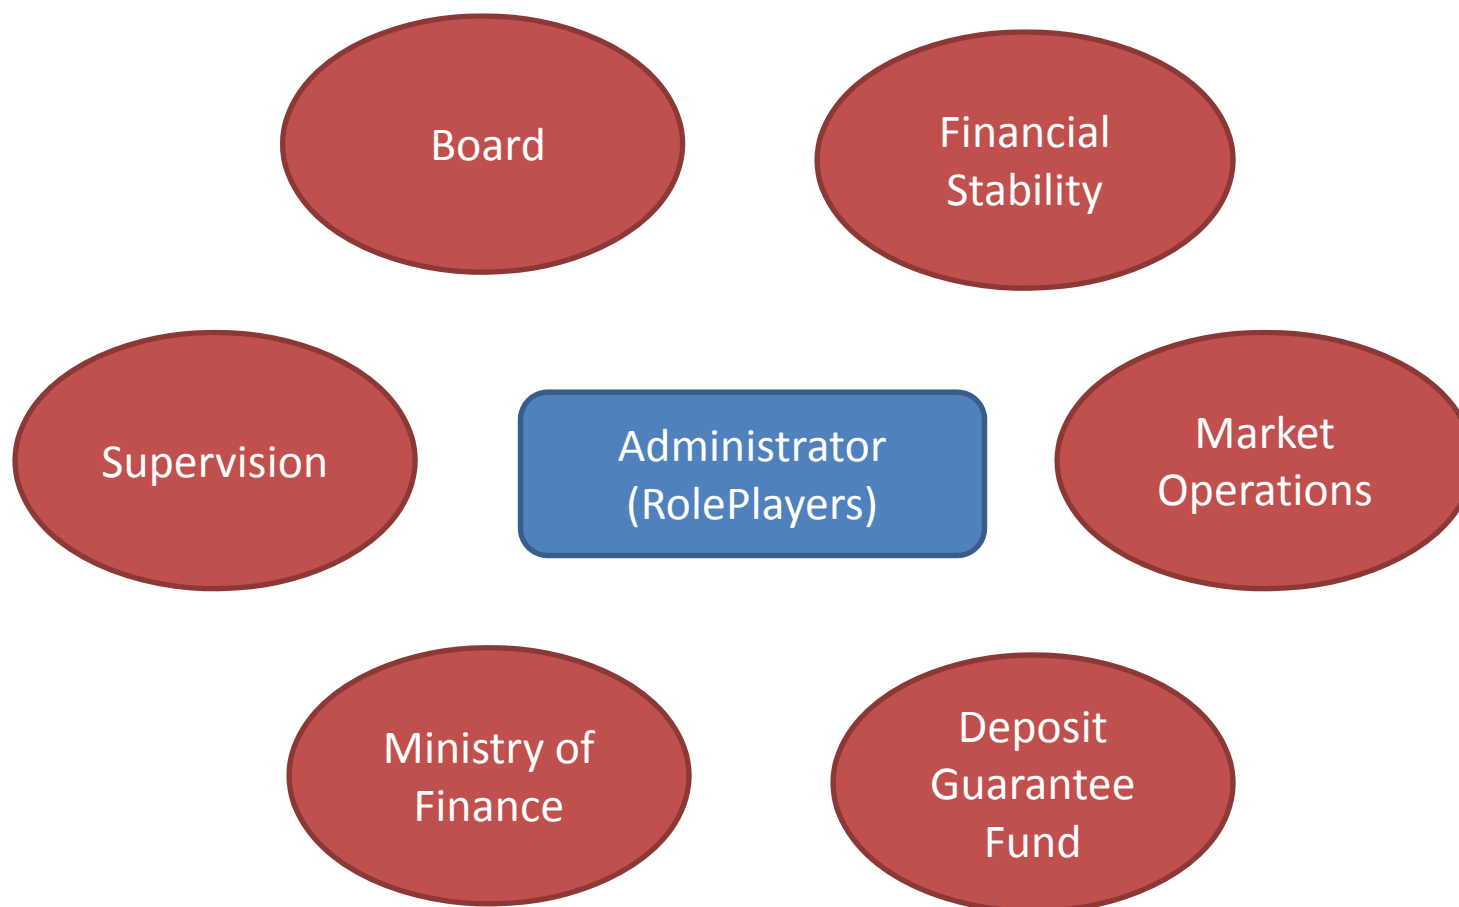 Board
Financial
Stability
Supervision
Administrator
(RolePlayers)
Market
Operations
Ministry of
Finance
Deposit
Guarantee
Fund